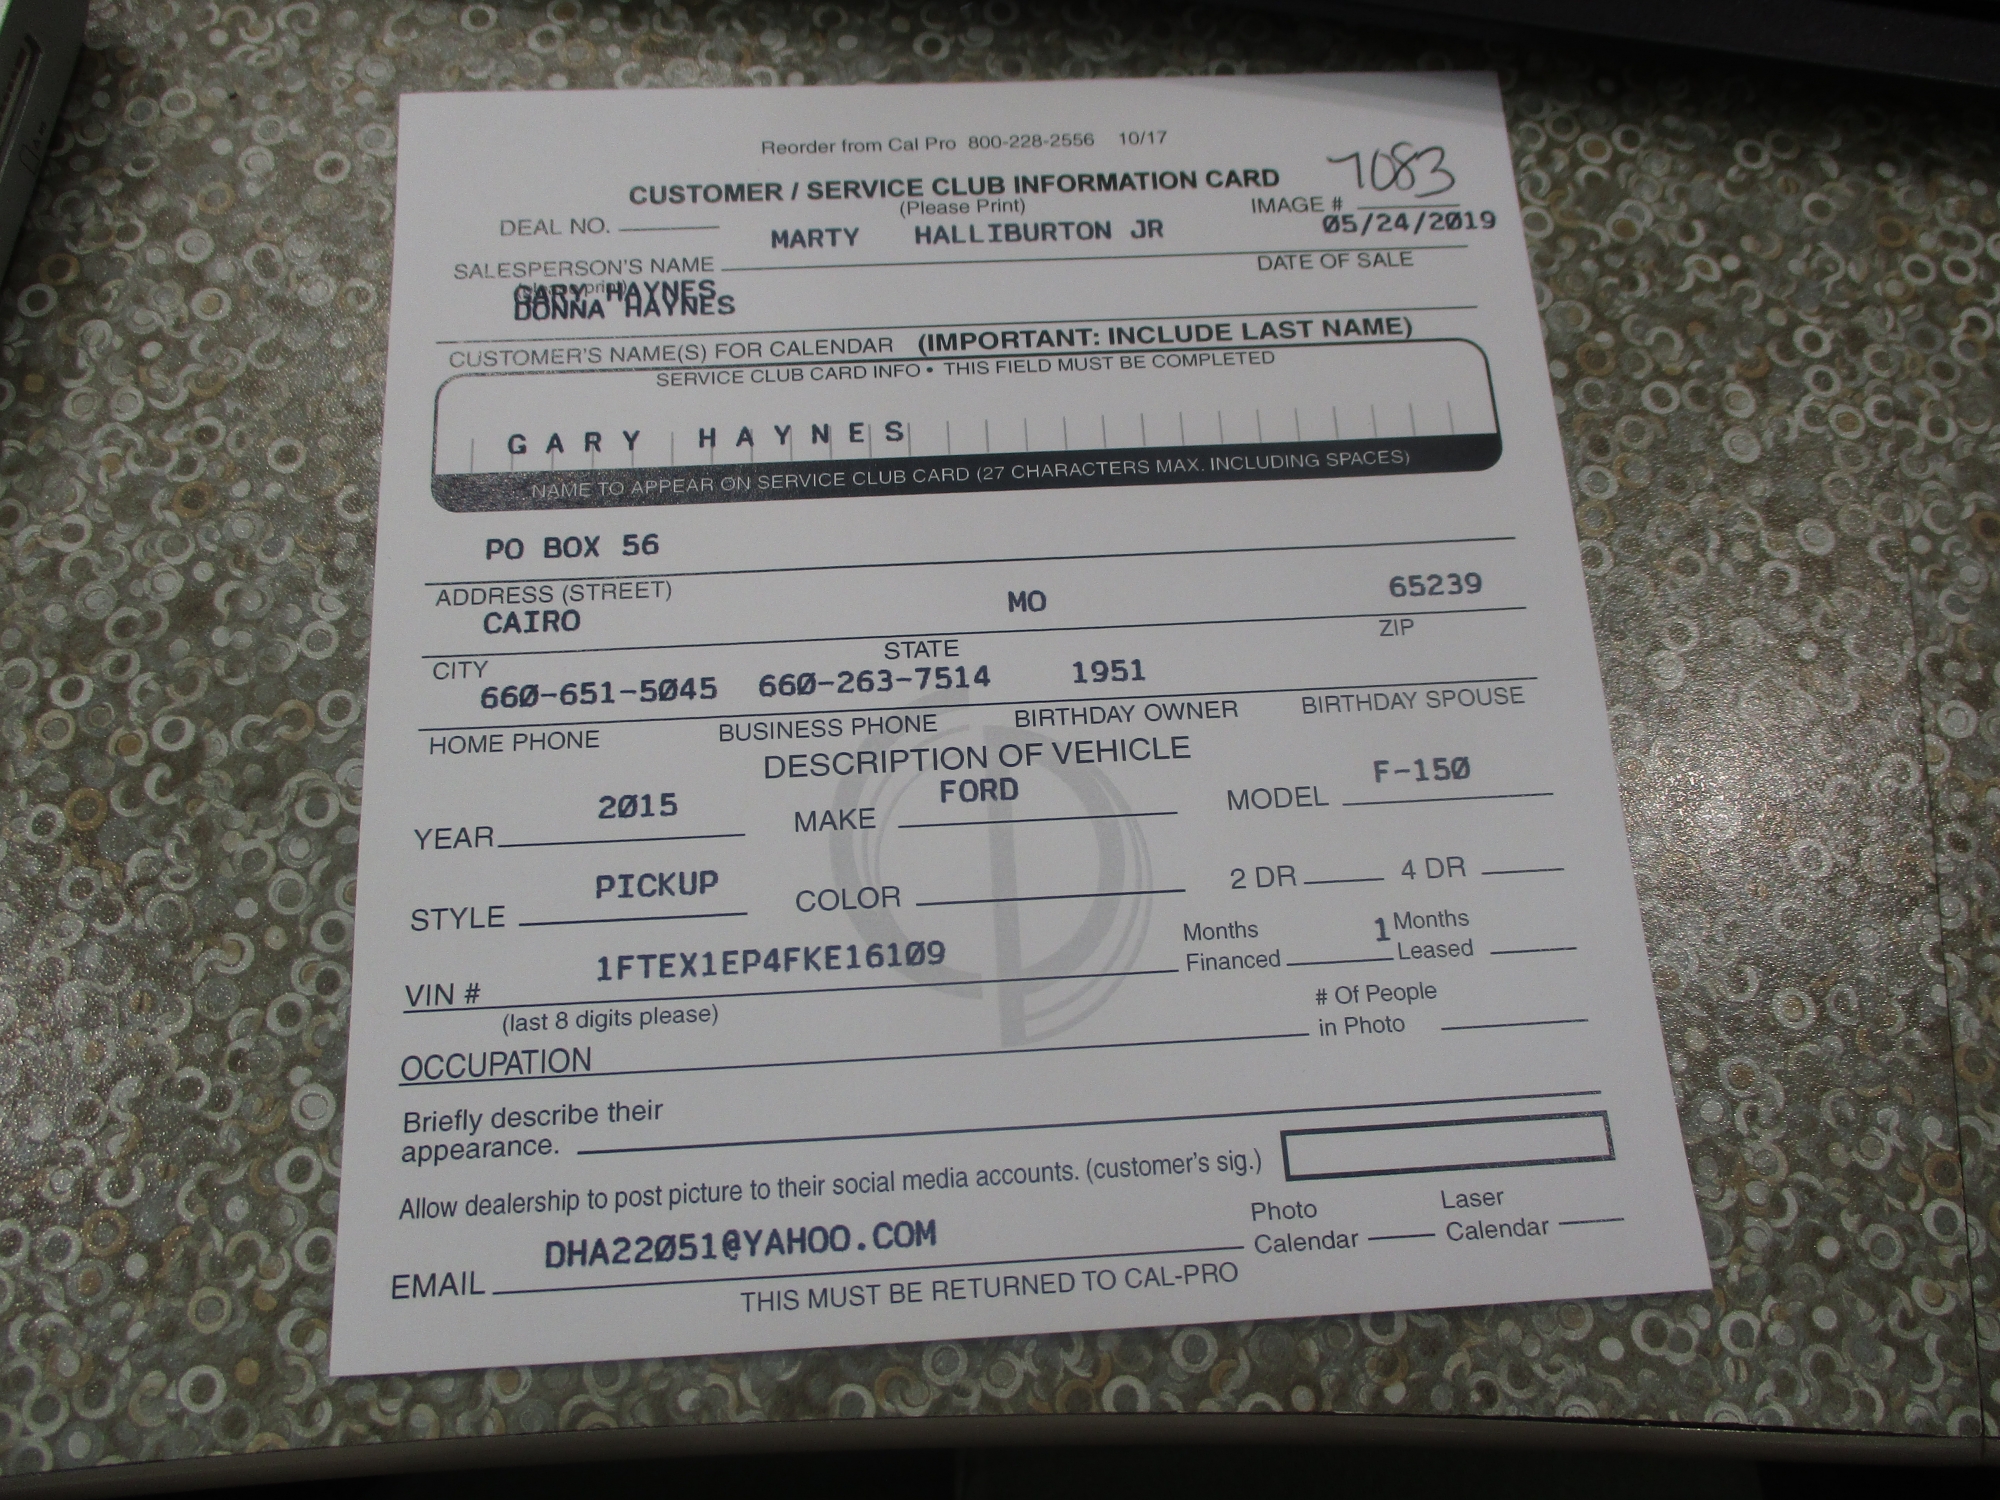 Reorder from Cal Pro 800-228-2556 10/17
CUSTOMER / SERVICE CLUB INFORMATION CARD
(Please Print)
7083
IMAGE #
DEAL NO.
MARTY HALLIBURTON JR
05/24/2019
SALESPERSON'S NAME
DATE OF SALE
GARY HAYNES
DONNA HAYNES
CUSTOMER'S NAME(S) FOR CALENDAR (IMPORTANT: INCLUDE LAST NAME)
SERVICE CLUB CARD INFO • THIS FIELD MUST BE COMPLETED
GARY HAYNES
NAME TO APPEAR ON SERVICE CLUB CARD (27 CHARACTERS MAX. INCLUDING SPACES)
PO BOX 56
ADDRESS (STREET)
CAIRO MO 65239
CITY STATE ZIP
660-651-5045 660-263-7514 1951
HOME PHONE BUSINESS PHONE BIRTHDAY OWNER BIRTHDAY SPOUSE
DESCRIPTION OF VEHICLE
YEAR 2015 MAKE FORD MODEL F-150
STYLE PICKUP COLOR 2 DR 4 DR
VIN # 1FTEX1EP4FKE16109 Months Financed 1 Months Leased
(last 8 digits please)
OCCUPATION # Of People in Photo
Briefly describe their
appearance.
Allow dealership to post picture to their social media accounts. (customer's sig.)
EMAIL DHA22051@YAHOO.COM Photo Calendar Laser Calendar
THIS MUST BE RETURNED TO CAL-PRO